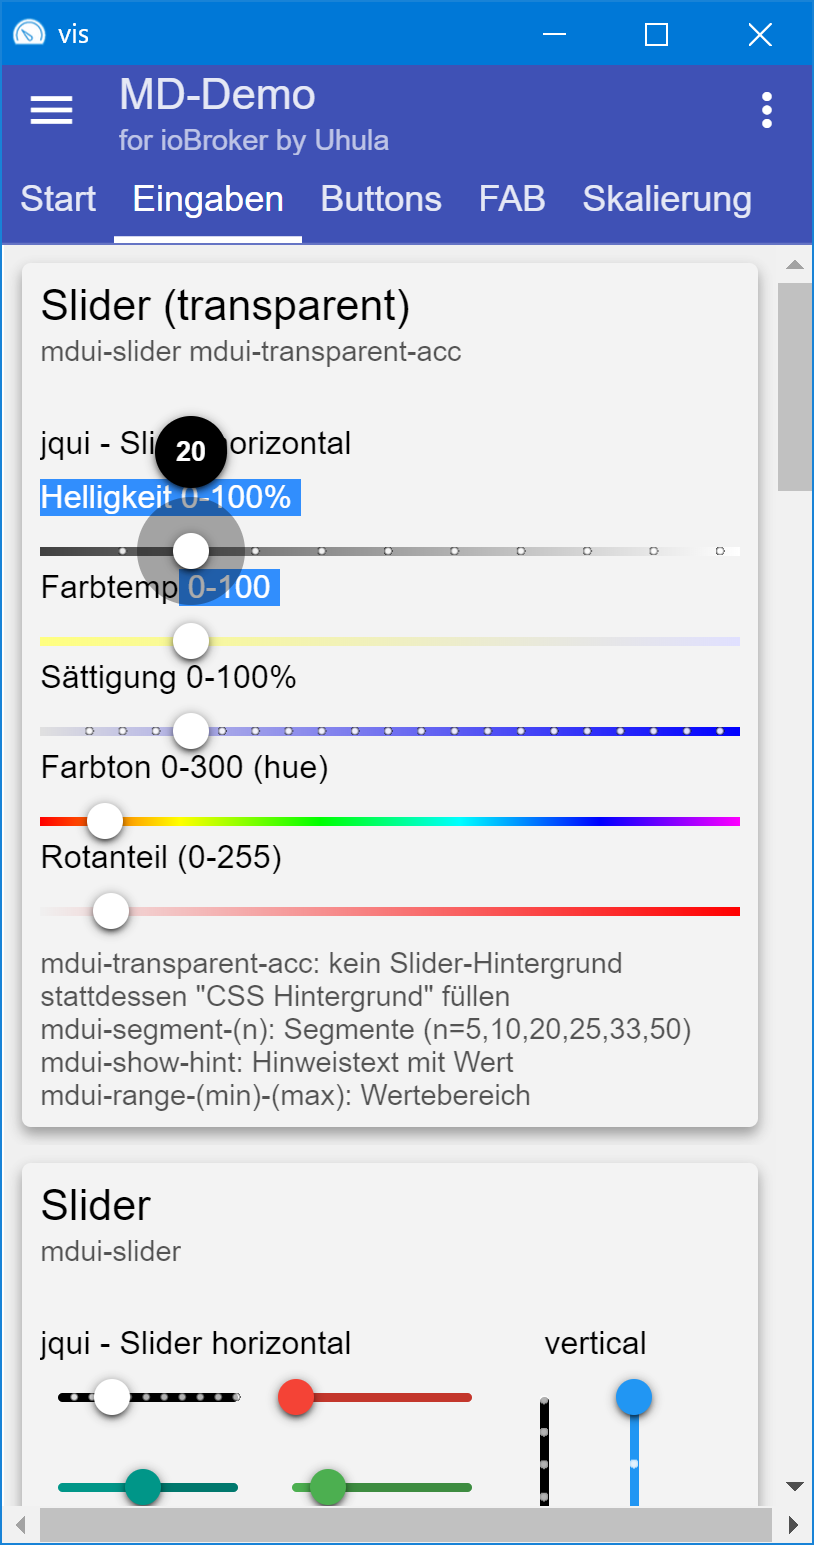 vis
MD-Demo
for ioBroker by Uhula
Start Eingaben Buttons FAB Skalierung
Slider (transparent)
mdui-slider mdui-transparent-acc
jqui - Sli orizontal
20
Helligkeit 0-100%
Farbtemp 0-100
Sättigung 0-100%
Farbton 0-300 (hue)
Rotanteil (0-255)
mdui-transparent-acc: kein Slider-Hintergrund
stattdessen "CSS Hintergrund" füllen
mdui-segment-(n): Segmente (n=5,10,20,25,33,50)
mdui-show-hint: Hinweistext mit Wert
mdui-range-(min)-(max): Wertebereich
Slider
mdui-slider
jqui - Slider horizontal vertical